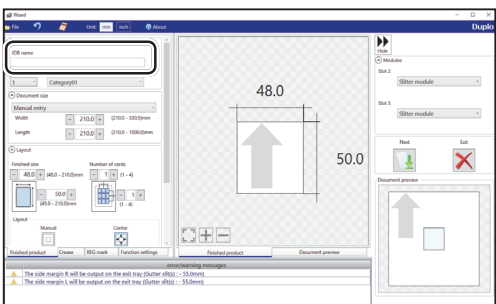 Wizard
File
Unit: mm inch
About
Duplo
JOB name
1
Category01
Document size
Manual entry
Width - 210.0 + (210.0 - 330.5)mm
Length - 210.0 + (210.0 - 1000.0)mm
Layout
Finished size
Number of cards
- 48.0 + (48.0 - 210.0)mm
- 1 + (1 - 4)
- 50.0 +
(49.0 - 210.0)mm
- 1 +
(1 - 4)
Layout
Manual
Center
Finished product
Crease
REG mark
Function settings
48.0
50.0
Finished product
Document preview
Hide
Modules
Slot 2
Slitter module
Slot 3
Slitter module
Next
Exit
Document preview
error/warning messages
The side margin R will be output on the exit tray (Gutter slit(s) : - 55.0mm)
The side margin L will be output on the exit tray (Gutter slit(s) : - 55.0mm)